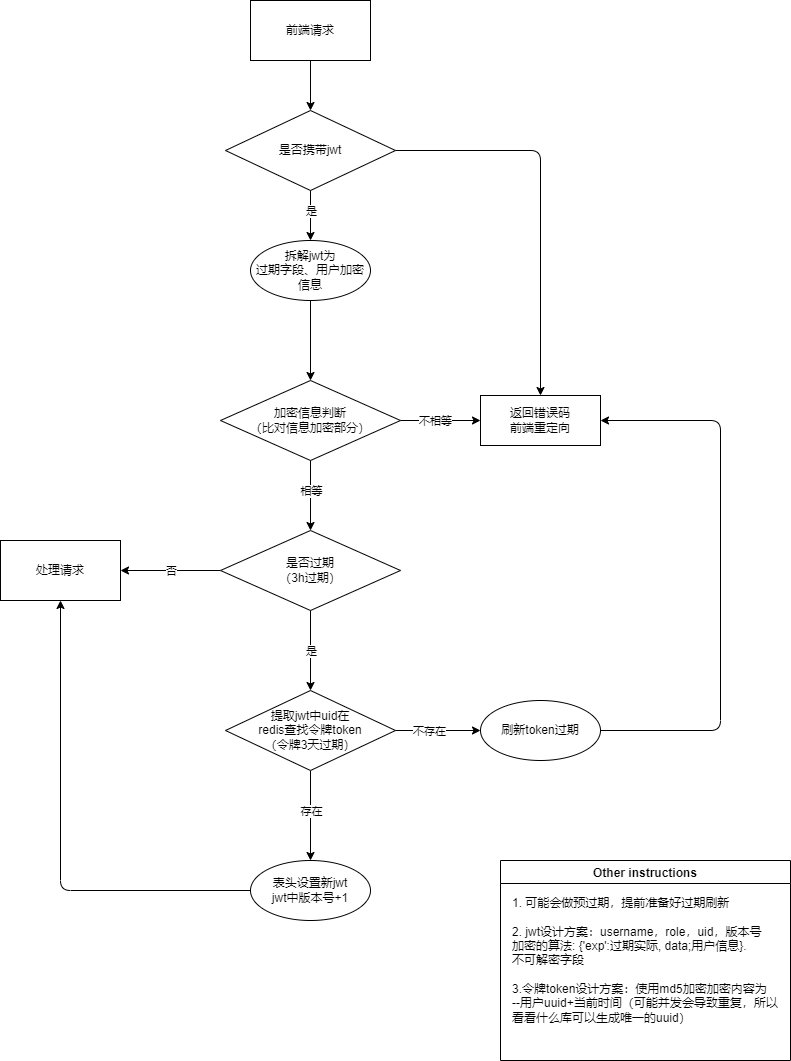 前端请求
是否携带jwt
是
拆解jwt为
过期字段、用户加密
信息
加密信息判断
（比对信息加密部分）
不相等
返回错误码
前端重定向
相等
是否过期
（3h过期）
否
处理请求
是
提取jwt中uid在
redis查找令牌token
（令牌3天过期）
不存在
刷新token过期
存在
表头设置新jwt
jwt中版本号+1
Other instructions
1. 可能会做预过期，提前准备好过期刷新
2. jwt设计方案：username，role，uid，版本号
加密的算法: {'exp':过期实际, data;用户信息}.
不可解密字段
3.令牌token设计方案：使用md5加密加密内容为
--用户uuid+当前时间（可能并发会导致重复，所以
看看什么库可以生成唯一的uuid）